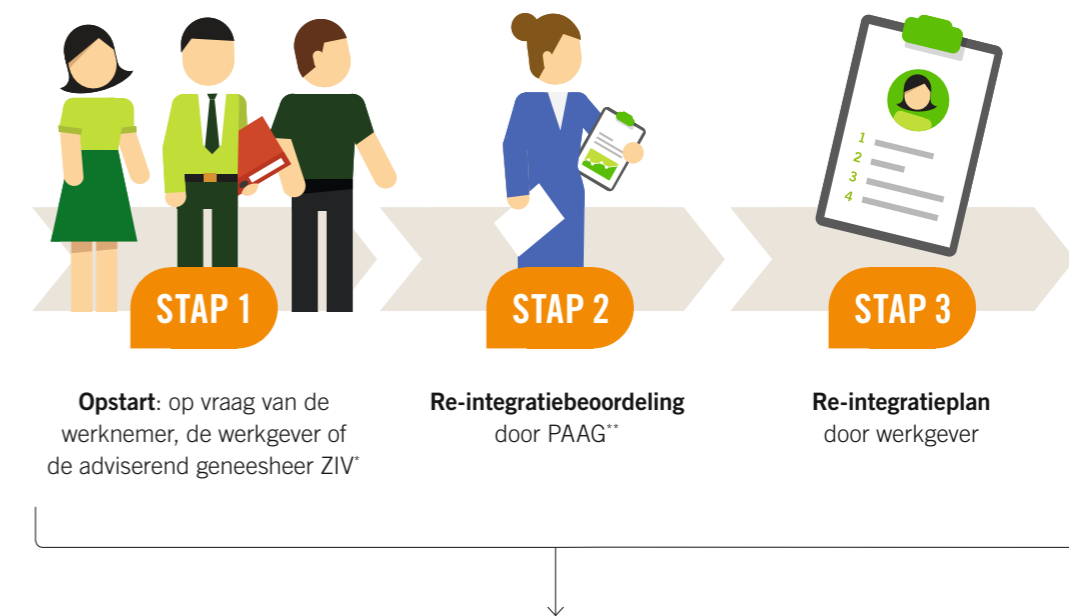 1
2
3
4
STAP 1
STAP 2
STAP 3
Opstart: op vraag van de
werknemer, de werkgever of
de adviserend geneesheer ZIV*
Re-integratiebeoordeling
door PAAG**
Re-integratieplan
door werkgever